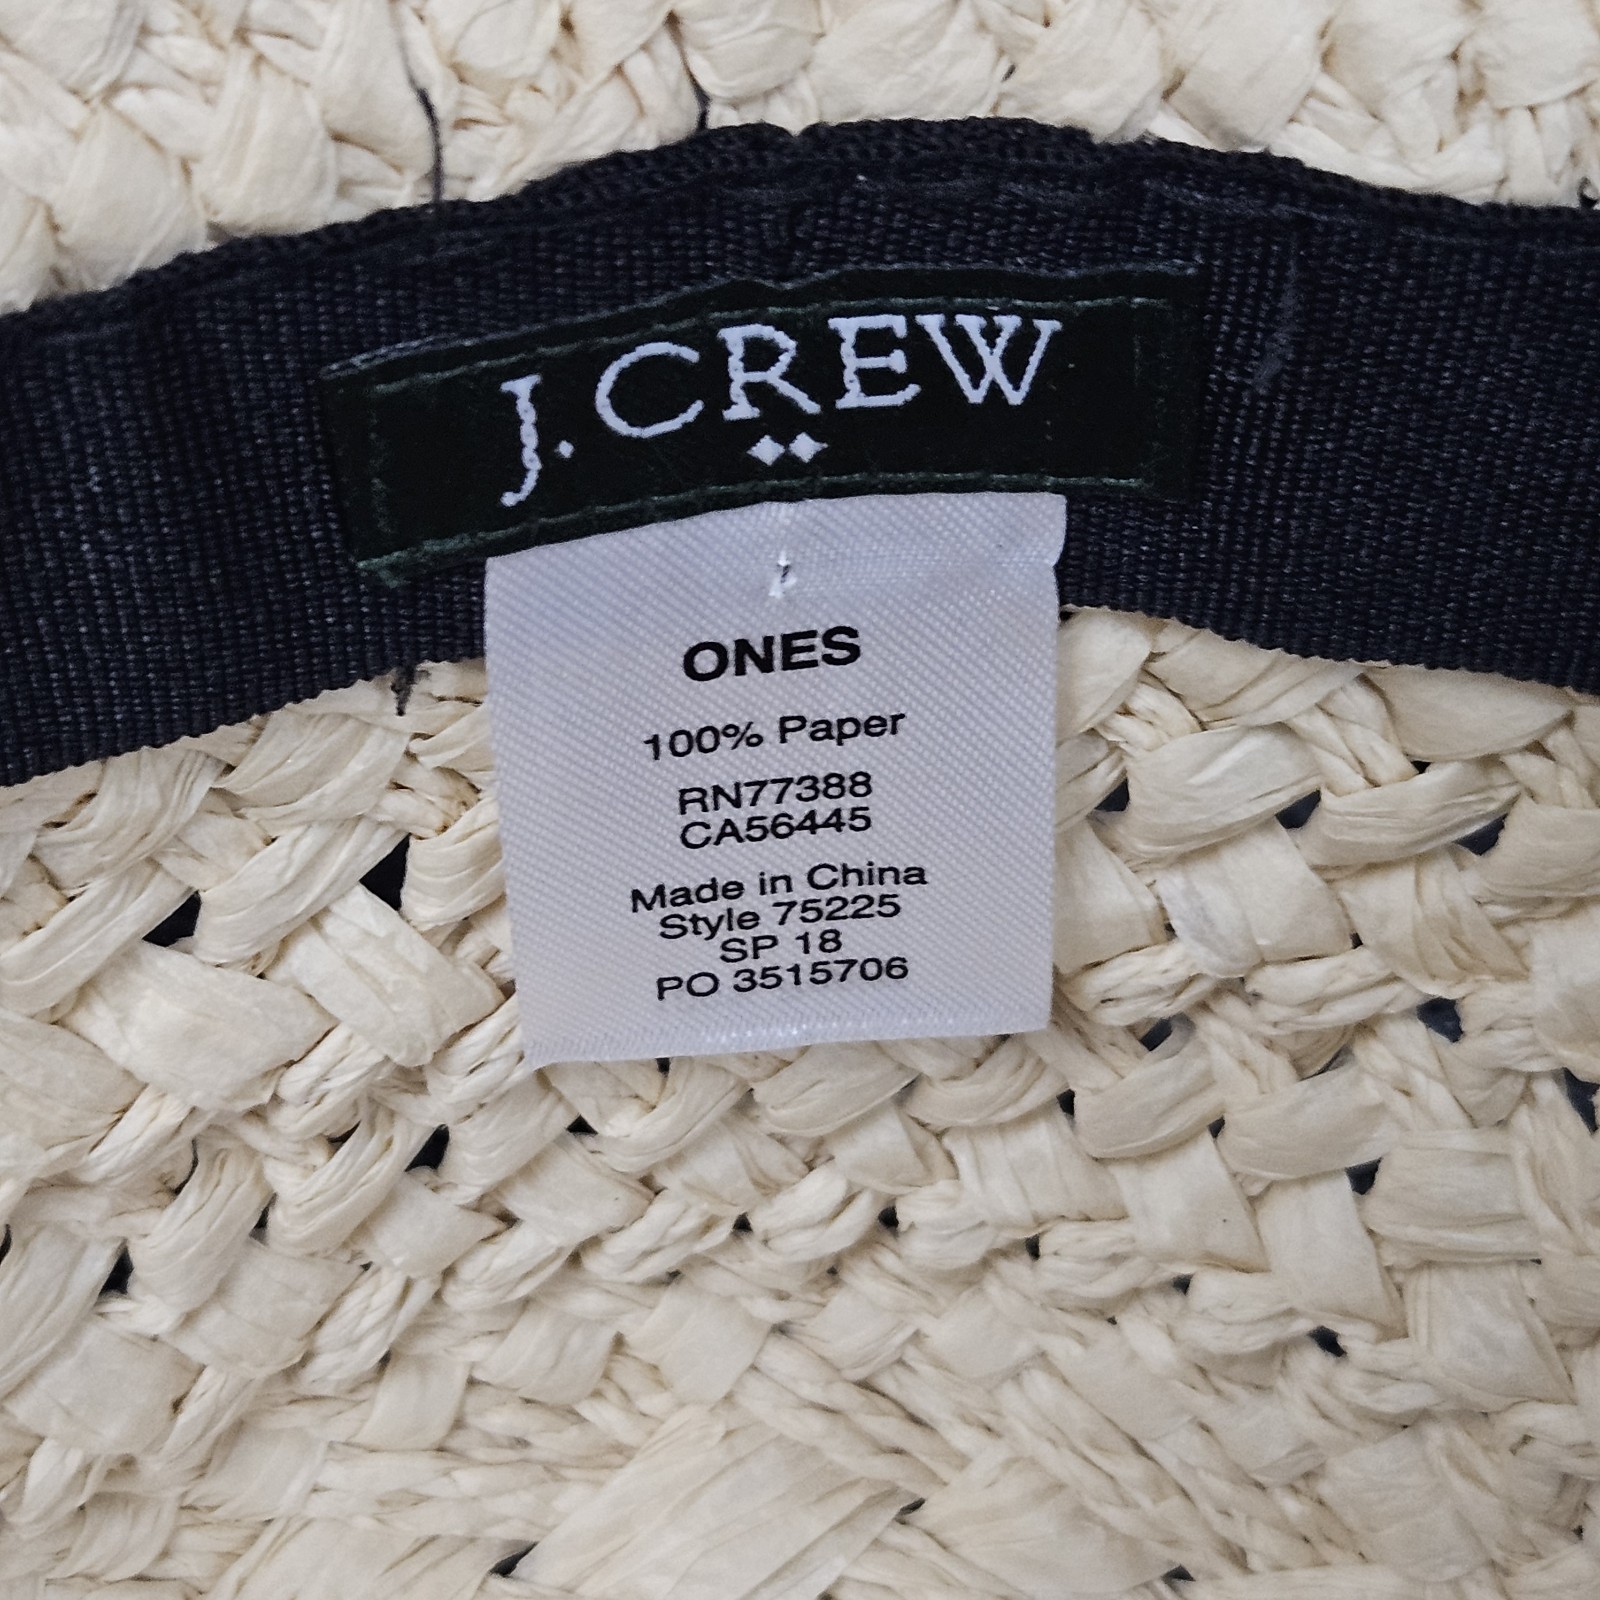 J.CREW
ONES
100% Paper
RN77388
CA56445
Made in China
Style 75225
SP 18
PO 3515706